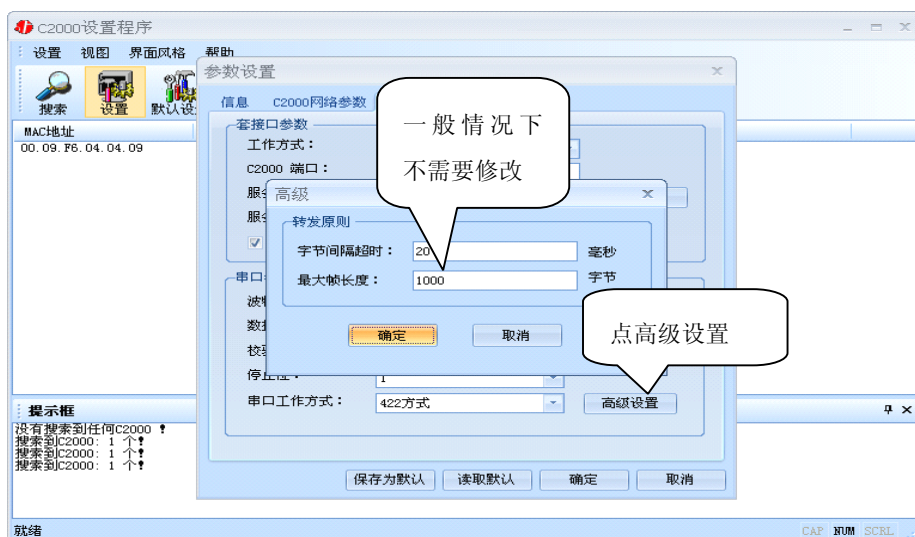 C2000设置程序
设置 视图 界面风格 帮助
搜索 设置 默认设
MAC地址
00.09.F6.04.04.09
参数设置
信息 C2000网络参数
套接口参数
工作方式：
C2000 端口：
服务
服务
一般情况下
不需要修改
高级
转发原则
字节间隔超时： 20 毫秒
最大帧长度： 1000 字节
确定 取消
点高级设置
串口
波特
数据
校验
停止位： 1
串口工作方式： 422方式 高级设置
保存为默认 读取默认 确定 取消
提示框
没有搜索到任何C2000 !
搜索到C2000: 1 个!
搜索到C2000: 1 个!
搜索到C2000: 1 个!
就绪
CAP NUM SCRL